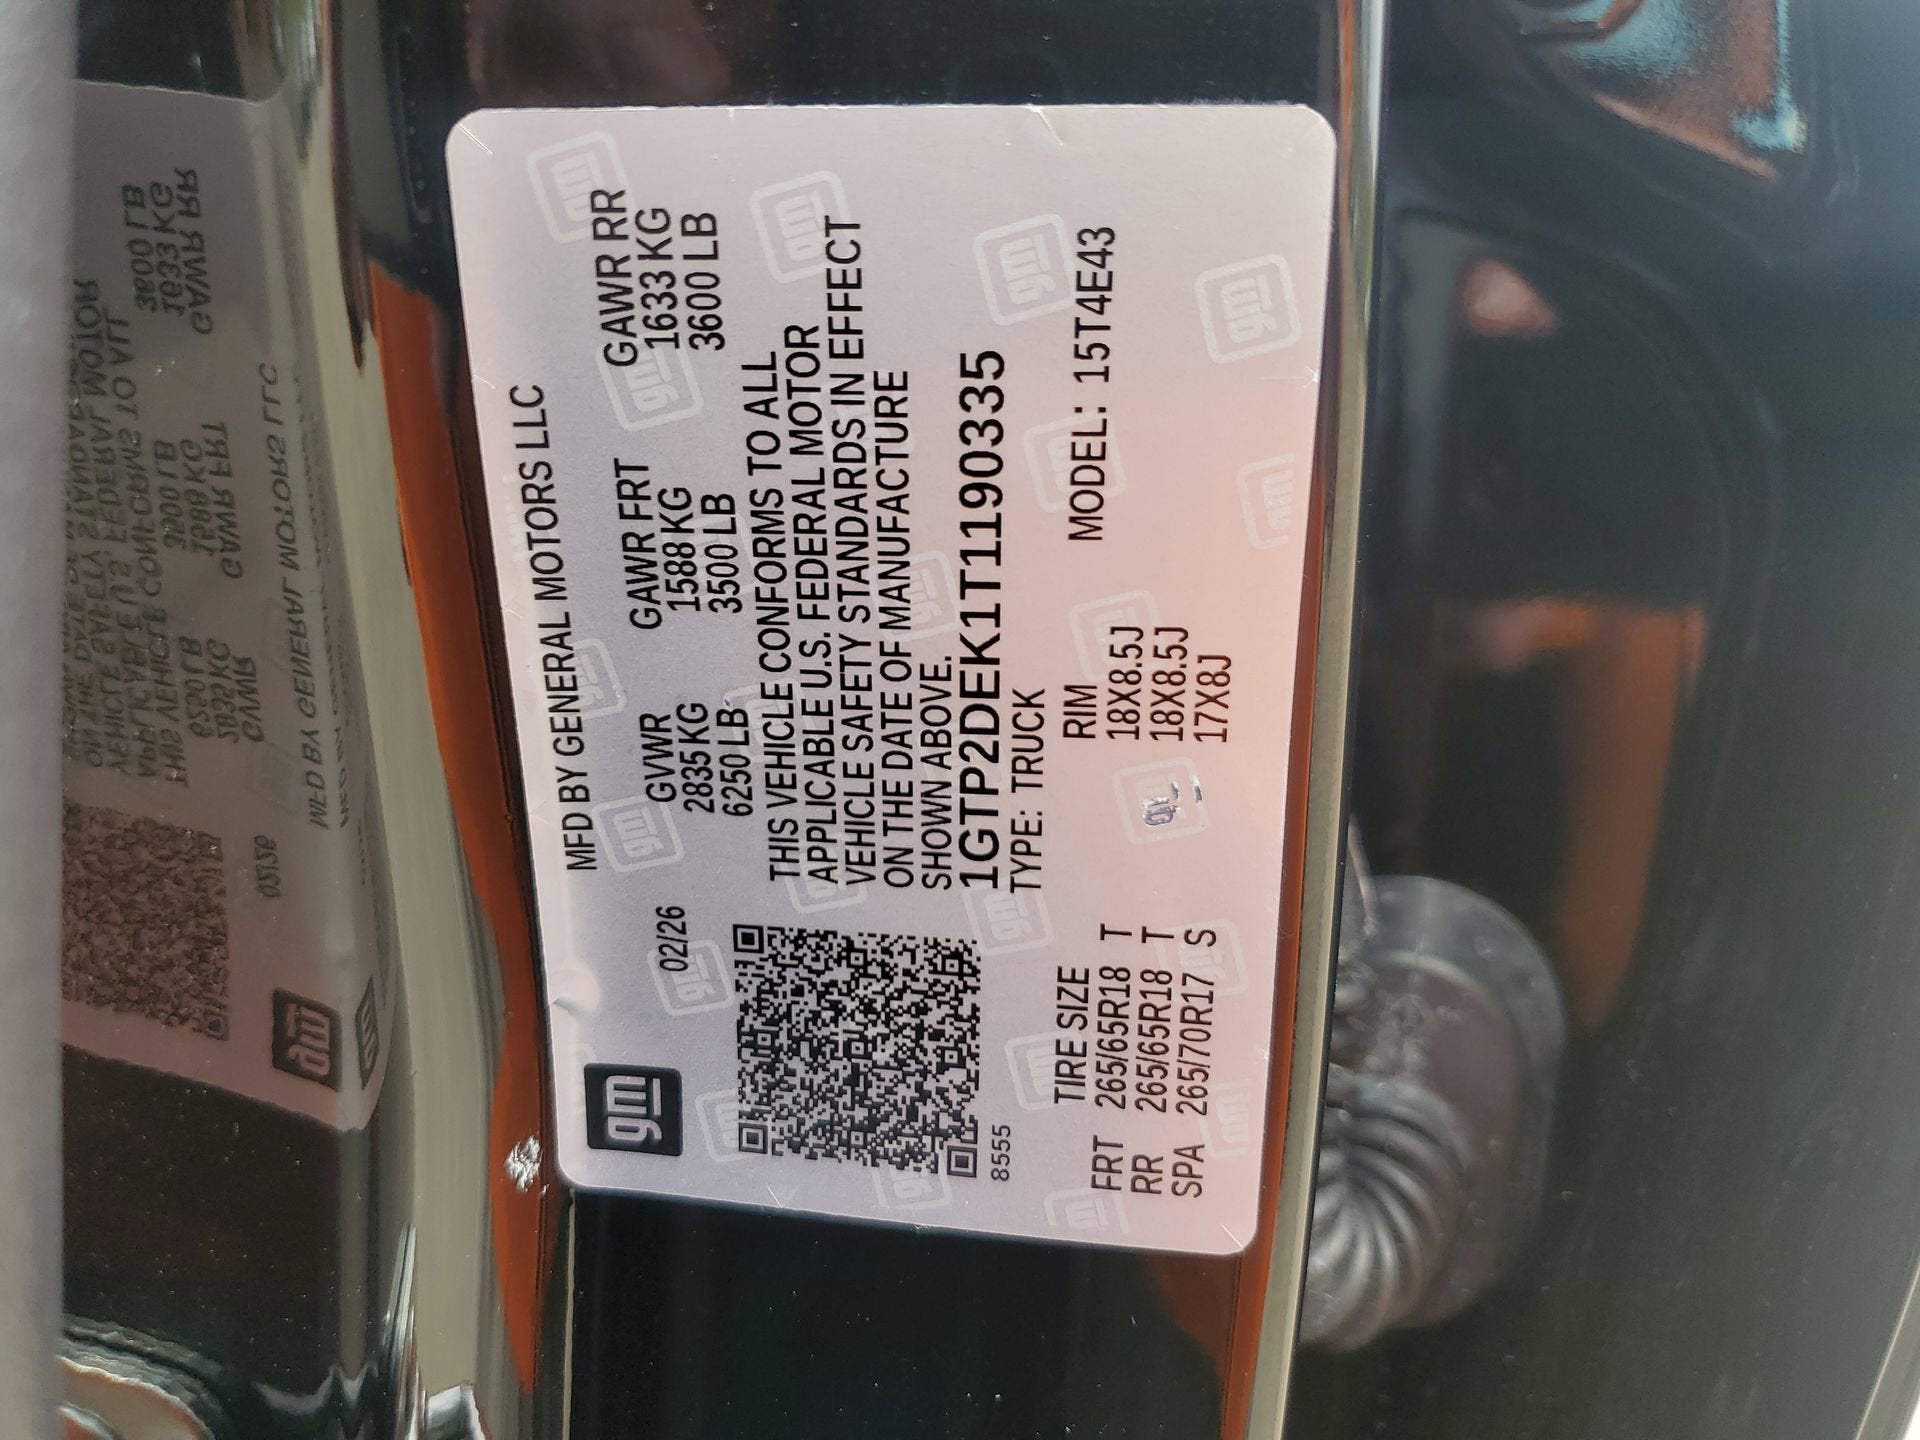 gm
MFD BY GENERAL MOTORS LLC
02/26
GVWR GAWR FRT GAWR RR
2835 KG 1588 KG 1633 KG
6250 LB 3500 LB 3600 LB
THIS VEHICLE CONFORMS TO ALL
APPLICABLE U.S. FEDERAL MOTOR
VEHICLE SAFETY STANDARDS IN EFFECT
ON THE DATE OF MANUFACTURE
SHOWN ABOVE.
1GTP2DEK1T1190335
8555 TYPE: TRUCK
MODEL: 15T4E43
TIRE SIZE RIM
FRT 265/65R18 T 18X8.5J
RR 265/65R18 T 18X8.5J
SPA 265/70R17 S 17X8J